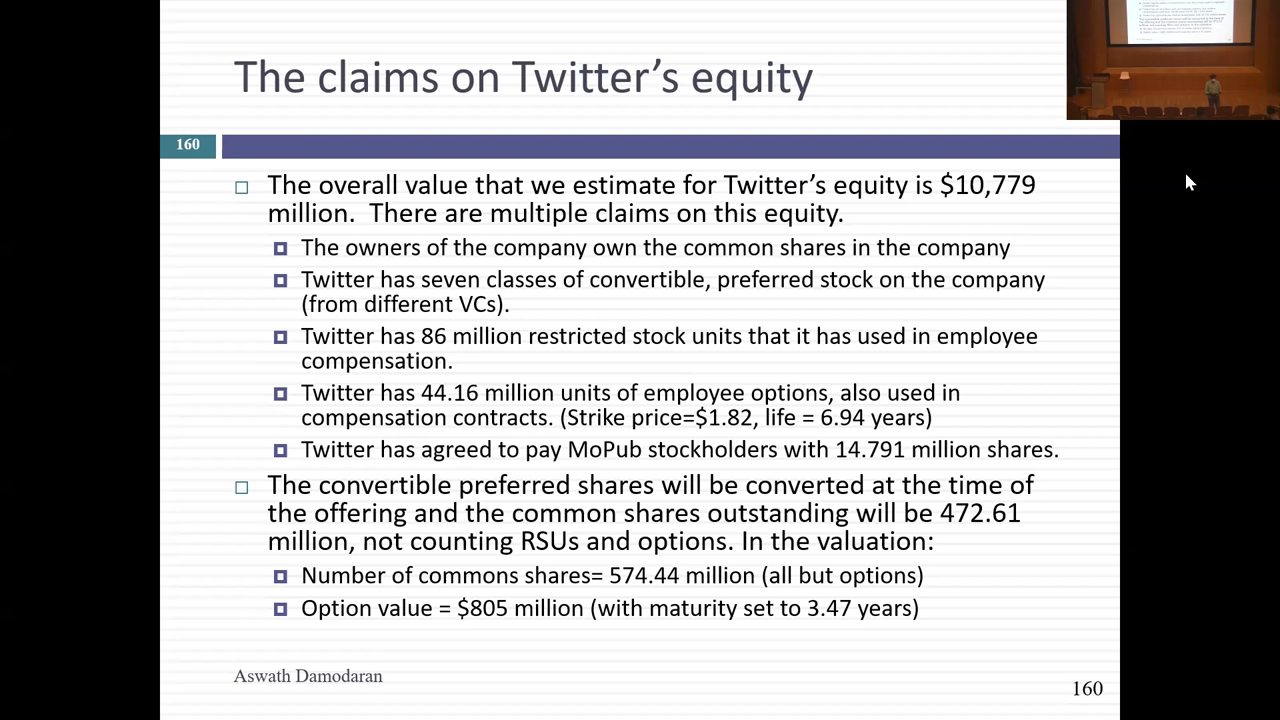 The claims on Twitter's equity
160
The overall value that we estimate for Twitter's equity is $10,779
million.  There are multiple claims on this equity.
The owners of the company own the common shares in the company
Twitter has seven classes of convertible, preferred stock on the company
(from different VCs).
Twitter has 86 million restricted stock units that it has used in employee
compensation.
Twitter has 44.16 million units of employee options, also used in
compensation contracts. (Strike price=$1.82, life = 6.94 years)
Twitter has agreed to pay MoPub stockholders with 14.791 million shares.
The convertible preferred shares will be converted at the time of
the offering and the common shares outstanding will be 472.61
million, not counting RSUs and options. In the valuation:
Number of commons shares= 574.44 million (all but options)
Option value = $805 million (with maturity set to 3.47 years)
Aswath Damodaran
160